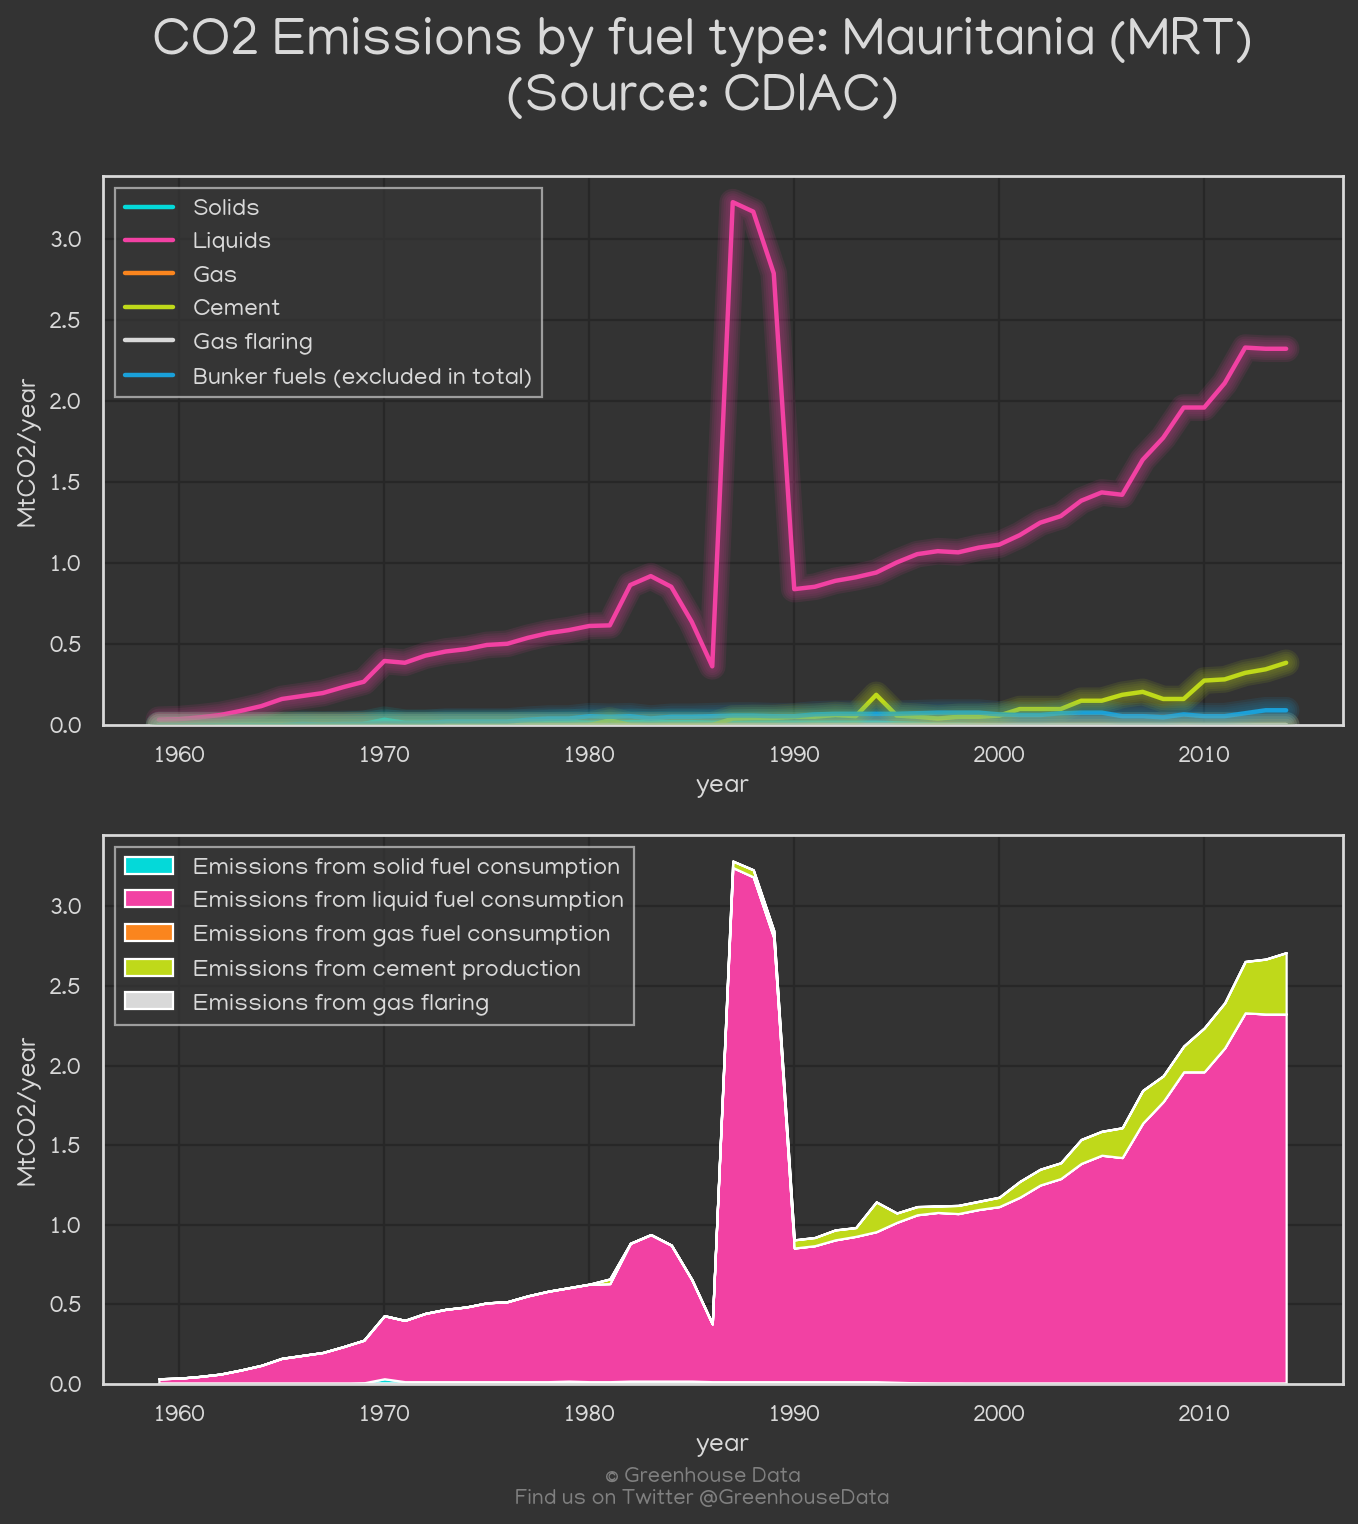 CO2 Emissions by fuel type: Mauritania (MRT)
(Source: CDIAC)
Solids
Liquids
Gas
Cement
Gas flaring
Bunker fuels (excluded in total)
MtCO2/year
3.0
2.5
2.0
1.5
1.0
0.5
0.0
1960 1970 1980 1990 2000 2010
year
Emissions from solid fuel consumption
Emissions from liquid fuel consumption
Emissions from gas fuel consumption
Emissions from cement production
Emissions from gas flaring
MtCO2/year
3.0
2.5
2.0
1.5
1.0
0.5
0.0
1960 1970 1980 1990 2000 2010
year
© Greenhouse Data
Find us on Twitter @GreenhouseData